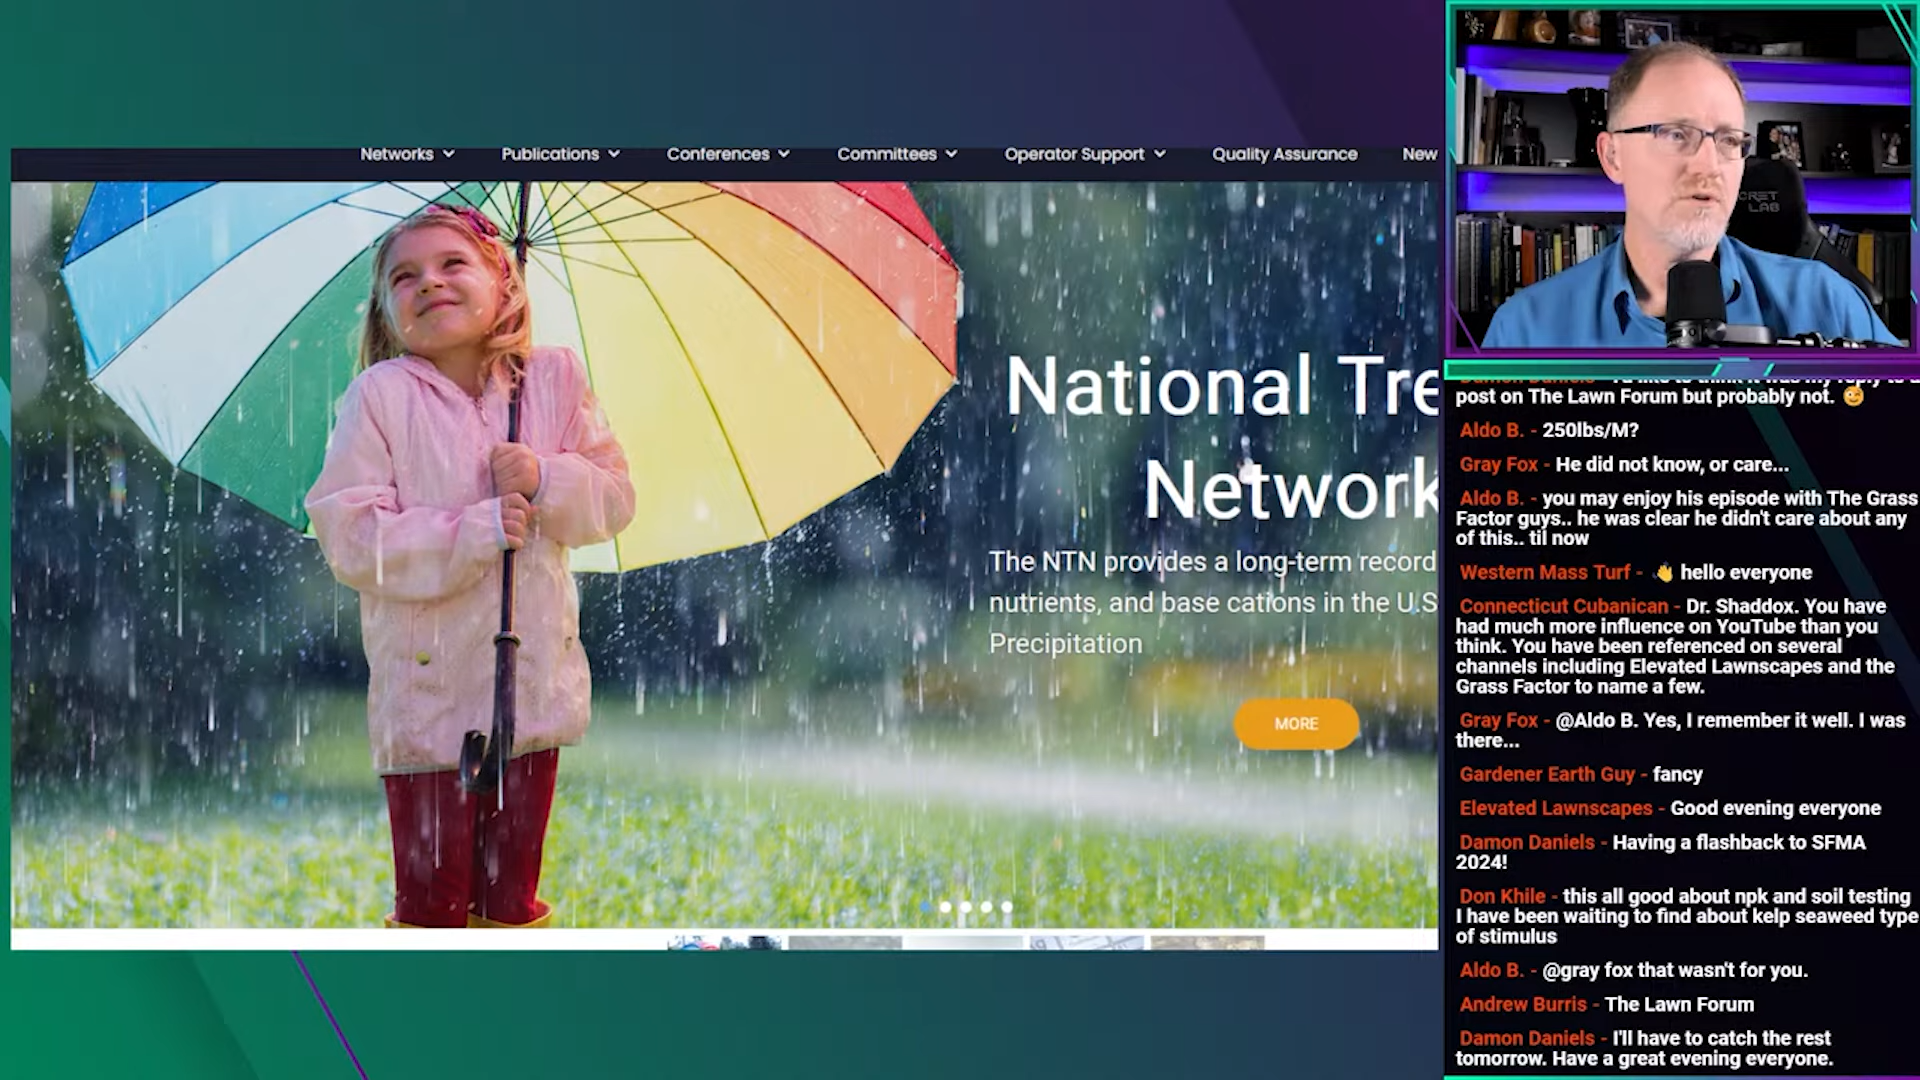 Networks
Publications
Conferences
Committees
Operator Support
Quality Assurance
New
National Tre
Network
The NTN provides a long-term record
nutrients, and base cations in the U.S
Precipitation
MORE
CRET
LAB
post on The Lawn Forum but probably not. 😉
Aldo B. - 250lbs/M?
Gray Fox - He did not know, or care...
Aldo B. - you may enjoy his episode with The Grass
Factor guys.. he was clear he didn't care about any
of this.. til now
Western Mass Turf - 👋 hello everyone
Connecticut Cubanican - Dr. Shaddox. You have
had much more influence on YouTube than you
think. You have been referenced on several
channels including Elevated Lawnscapes and the
Grass Factor to name a few.
Gray Fox - @Aldo B. Yes, I remember it well. I was
there...
Gardener Earth Guy - fancy
Elevated Lawnscapes - Good evening everyone
Damon Daniels - Having a flashback to SFMA
2024!
Don Khile - this all good about npk and soil testing
I have been waiting to find about kelp seaweed type
of stimulus
Aldo B. - @gray fox that wasn't for you.
Andrew Burris - The Lawn Forum
Damon Daniels - I'll have to catch the rest
tomorrow. Have a great evening everyone.